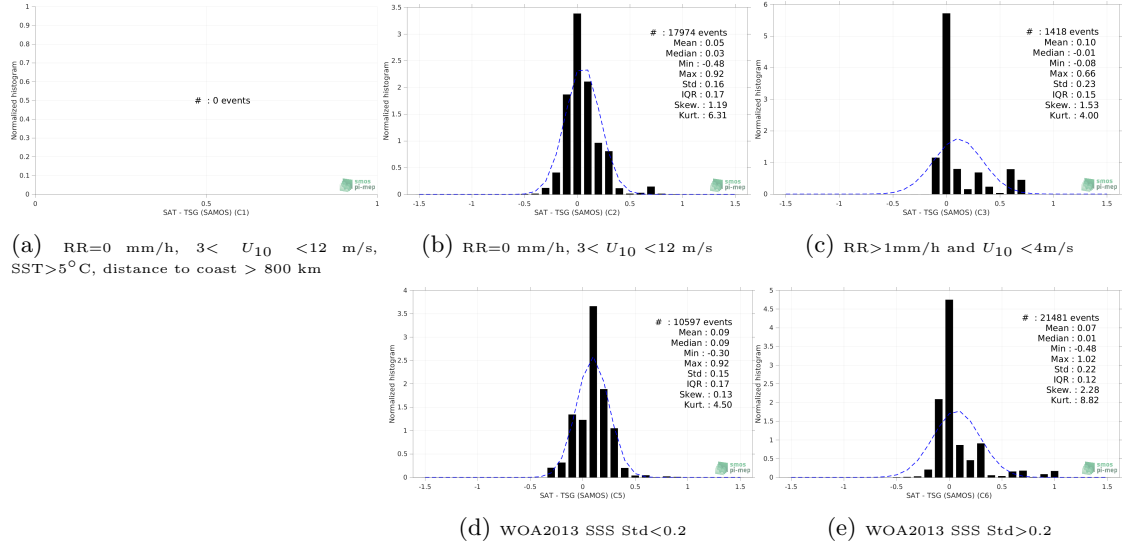 1
0.9
0.8
0.7
0.6
0.5
0.4
0.3
0.2
0.1
0
Normalized histogram
# : 0 events
0
0.5
1
SAT - TSG (SAMOS) (C1)
smos
pi-mep
(a) RR=0 mm/h, 3< U10 <12 m/s,
SST>5°C, distance to coast > 800 km
3.5
3
2.5
2
1.5
1
0.5
0
Normalized histogram
# : 17974 events
Mean : 0.05
Median : 0.03
Min : -0.48
Max : 0.92
Std : 0.16
IQR : 0.17
Skew. : 1.19
Kurt. : 6.31
-1.5
-1
-0.5
0
0.5
1
1.5
SAT - TSG (SAMOS) (C2)
smos
pi-mep
(b) RR=0 mm/h, 3< U10 <12 m/s
6
5
4
3
2
1
0
Normalized histogram
# : 1418 events
Mean : 0.10
Median : -0.01
Min : -0.08
Max : 0.66
Std : 0.23
IQR : 0.15
Skew. : 1.53
Kurt. : 4.00
-1.5
-1
-0.5
0
0.5
1
1.5
SAT - TSG (SAMOS) (C3)
smos
pi-mep
(c) RR>1mm/h and U10 <4m/s
4
3.5
3
2.5
2
1.5
1
0.5
0
Normalized histogram
# : 10597 events
Mean : 0.09
Median : 0.09
Min : -0.30
Max : 0.92
Std : 0.15
IQR : 0.17
Skew. : 0.13
Kurt. : 4.50
-1.5
-1
-0.5
0
0.5
1
1.5
SAT - TSG (SAMOS) (C5)
smos
pi-mep
(d) WOA2013 SSS Std<0.2
5
4.5
4
3.5
3
2.5
2
1.5
1
0.5
0
Normalized histogram
# : 21481 events
Mean : 0.07
Median : 0.01
Min : -0.48
Max : 1.02
Std : 0.22
IQR : 0.12
Skew. : 2.28
Kurt. : 8.82
-1.5
-1
-0.5
0
0.5
1
1.5
SAT - TSG (SAMOS) (C6)
smos
pi-mep
(e) WOA2013 SSS Std>0.2